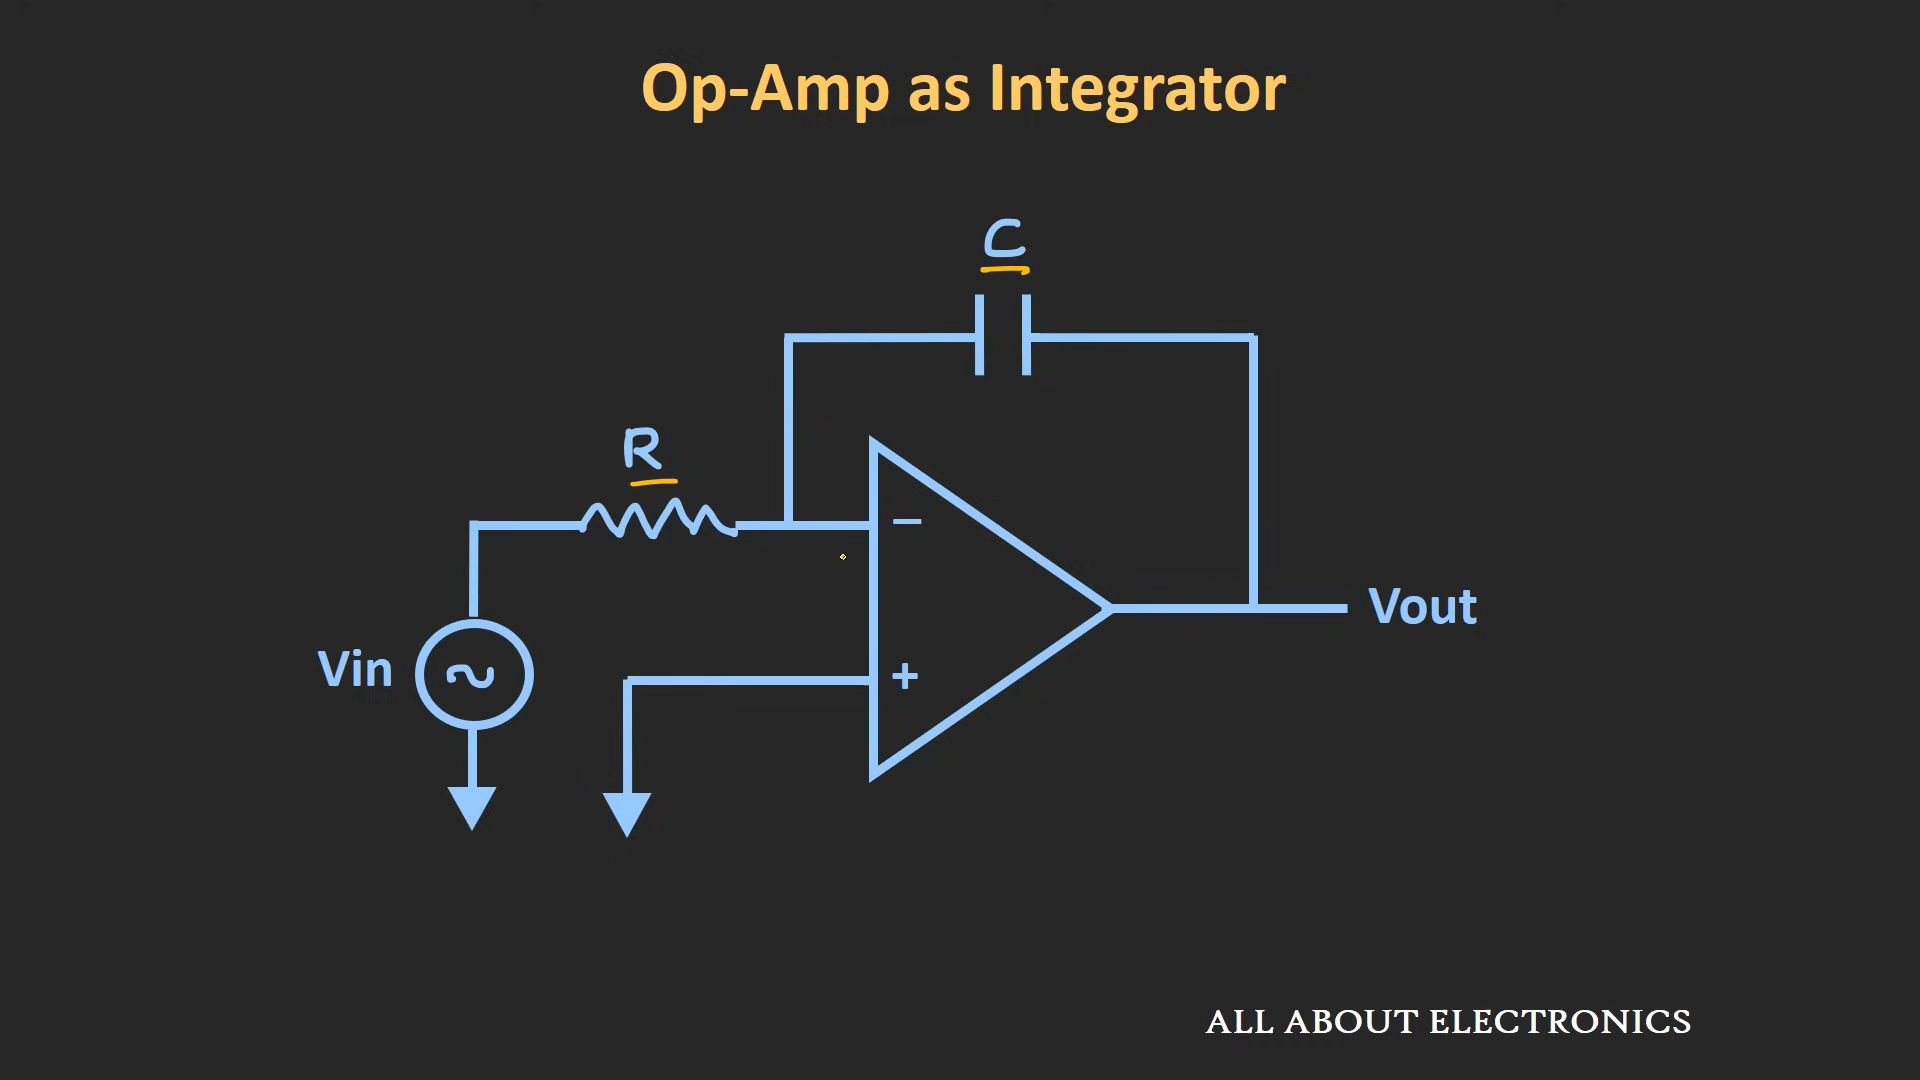 Op-Amp as Integrator
C
R
−
Vout
Vin
+
ALL ABOUT ELECTRONICS